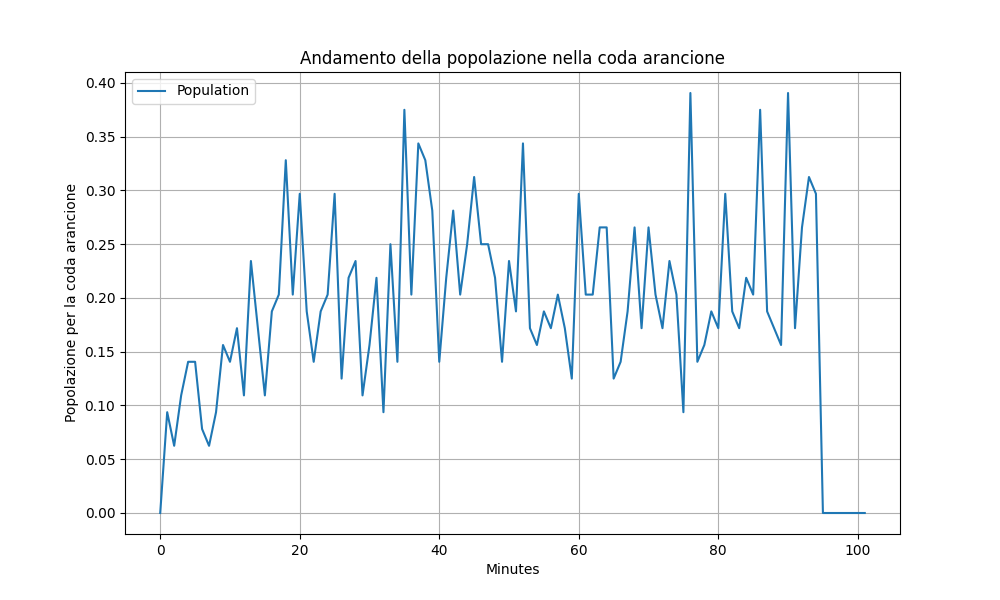 Andamento della popolazione nella coda arancione
Population
Popolazione per la coda arancione
0.40
0.35
0.30
0.25
0.20
0.15
0.10
0.05
0.00
0 20 40 60 80 100
Minutes